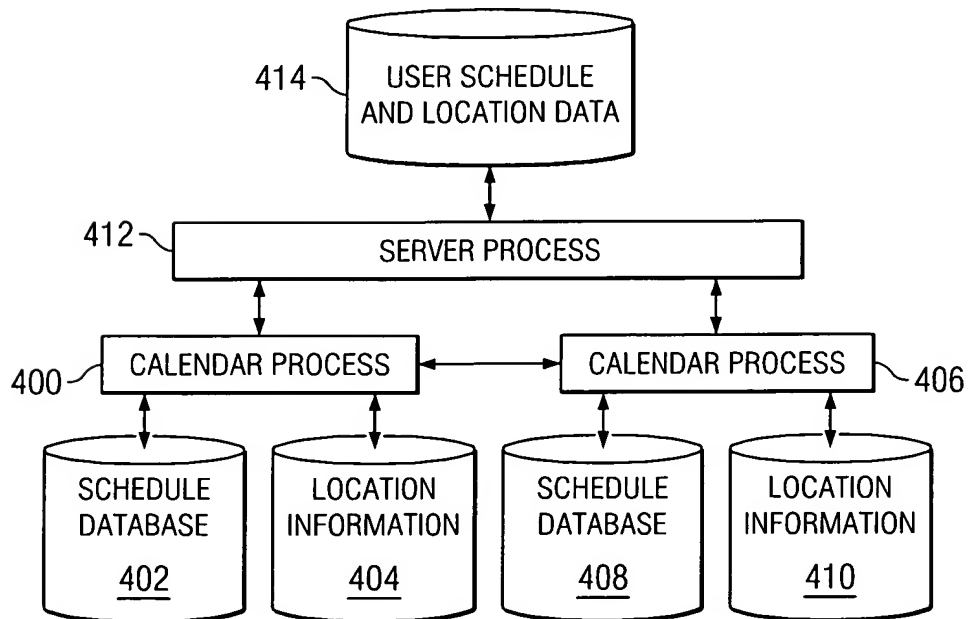 414
USER SCHEDULE
AND LOCATION DATA
412
SERVER PROCESS
400
CALENDAR PROCESS
CALENDAR PROCESS
406
SCHEDULE
DATABASE
402
LOCATION
INFORMATION
404
SCHEDULE
DATABASE
408
LOCATION
INFORMATION
410